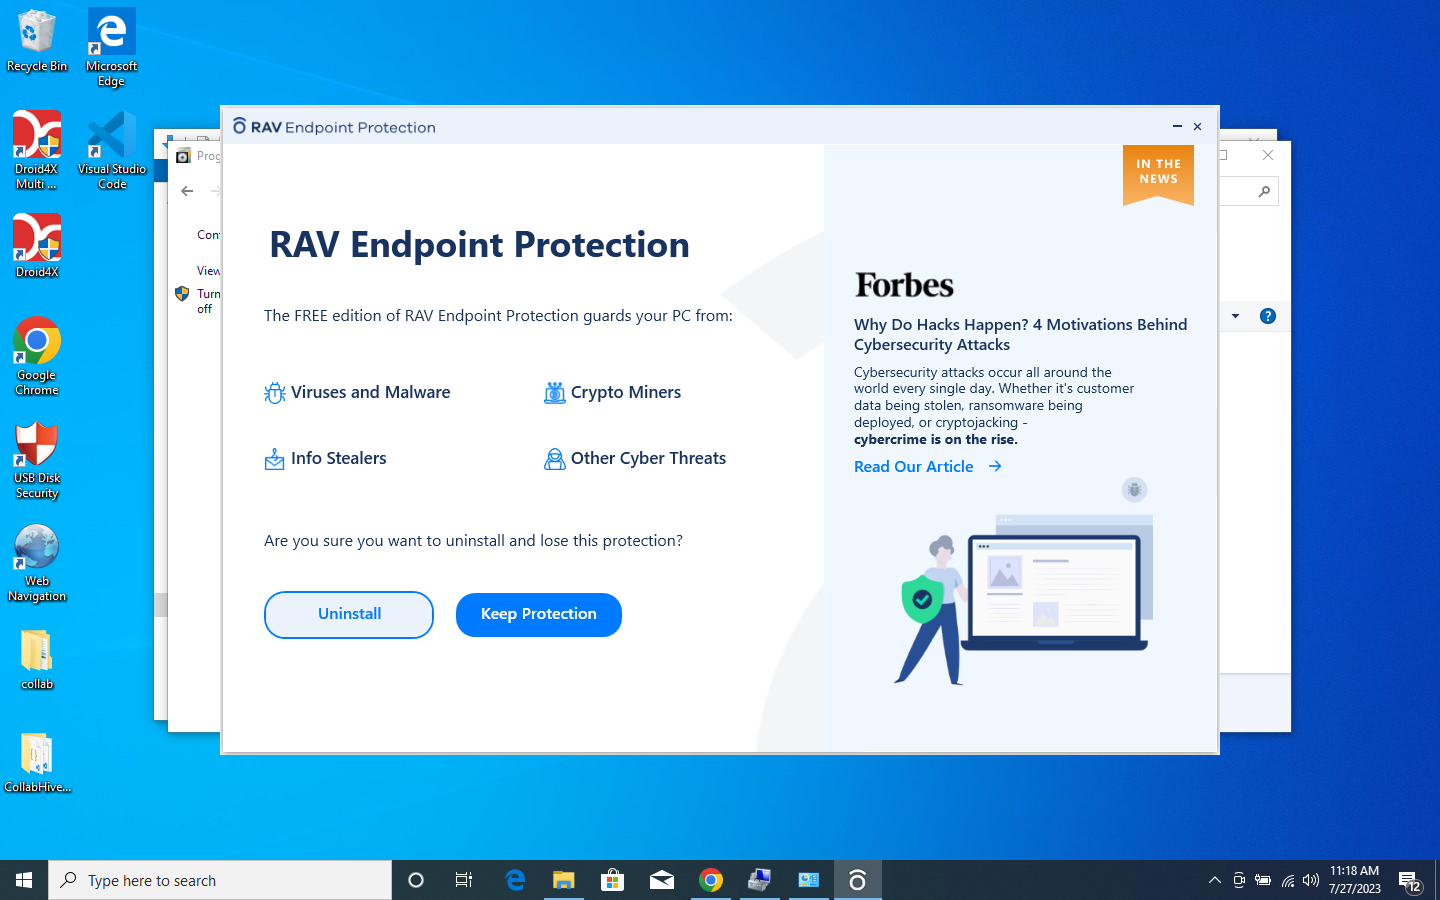 Recycle Bin
Microsoft
Edge
Droid4X
Multi ...
Visual Studio
Code
Droid4X
Google
Chrome
USB Disk
Security
Web
Navigation
collab
CollabHive...
Prog
Cont
View
Turn
off
RAV Endpoint Protection
IN THE
NEWS
RAV Endpoint Protection
The FREE edition of RAV Endpoint Protection guards your PC from:
Viruses and Malware
Crypto Miners
Info Stealers
Other Cyber Threats
Are you sure you want to uninstall and lose this protection?
Uninstall
Keep Protection
Forbes
Why Do Hacks Happen? 4 Motivations Behind
Cybersecurity Attacks
Cybersecurity attacks occur all around the
world every single day. Whether it's customer
data being stolen, ransomware being
deployed, or cryptojacking -
cybercrime is on the rise.
Read Our Article
Type here to search
11:18 AM
7/27/2023
12